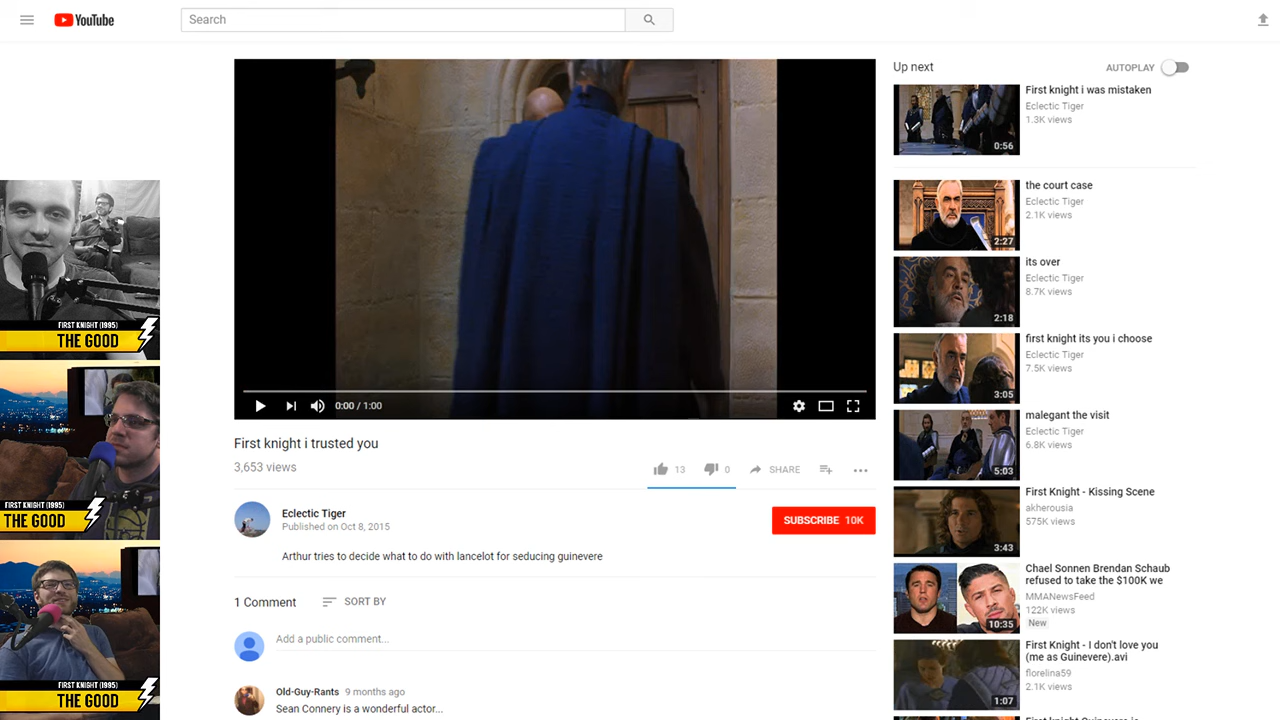 YouTube
Search
Up next
AUTOPLAY
First knight i was mistaken
Eclectic Tiger
1.3K views
0:56
the court case
Eclectic Tiger
2.1K views
2:27
its over
Eclectic Tiger
8.7K views
2:18
first knight its you i choose
Eclectic Tiger
7.5K views
3:05
malegant the visit
Eclectic Tiger
6.8K views
5:03
First Knight - Kissing Scene
akherousia
575K views
3:43
Chael Sonnen Brendan Schaub
refused to take the $100K we
MMANewsFeed
122K views
New
10:35
First Knight - I don't love you
(me as Guinevere).avi
florelina59
2.1K views
1:07
First Knight Guinevere is
0:00 / 1:00
First knight i trusted you
3,653 views
13
0
SHARE
Eclectic Tiger
Published on Oct 8, 2015
SUBSCRIBE 10K
Arthur tries to decide what to do with lancelot for seducing guinevere
1 Comment
SORT BY
Add a public comment...
Old-Guy-Rants 9 months ago
Sean Connery is a wonderful actor...
FIRST KNIGHT (1995)
THE GOOD
FIRST KNIGHT (1995)
THE GOOD
FIRST KNIGHT (1995)
THE GOOD